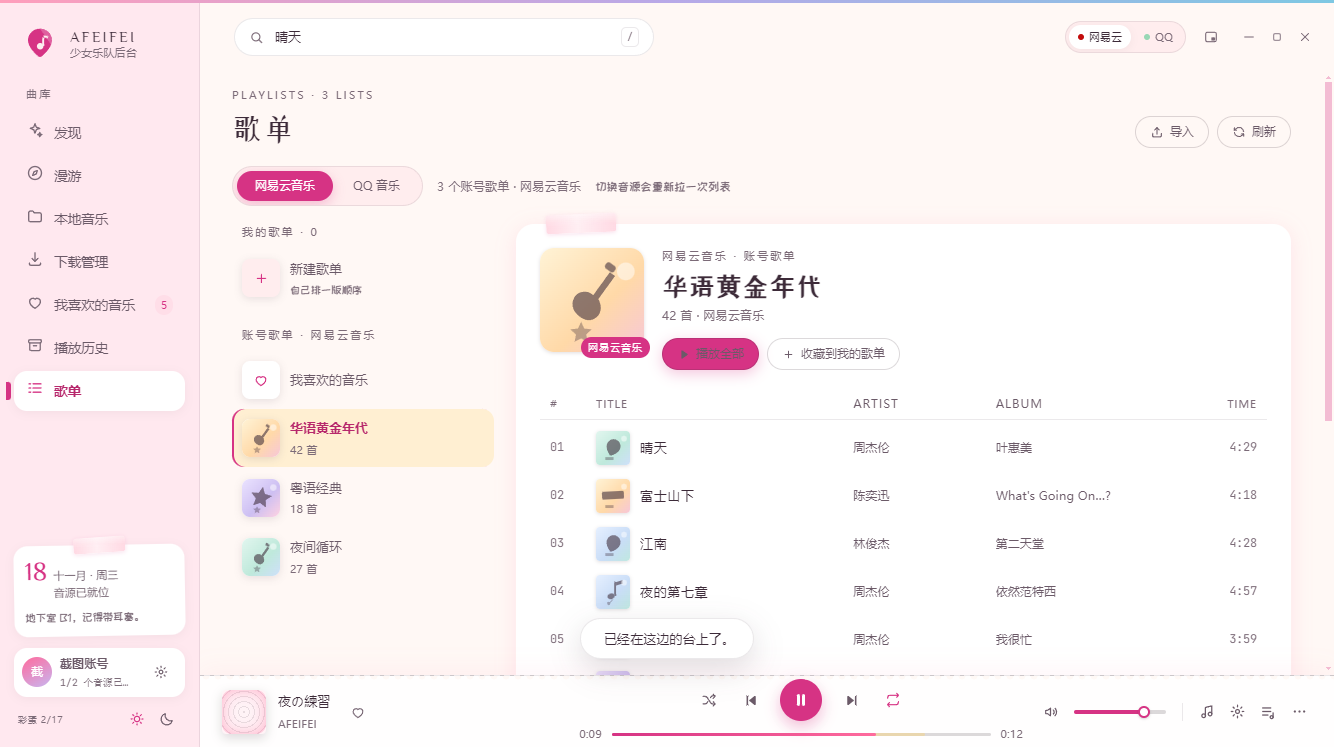 AFEIFEI
少女乐队后台
曲库
发现
漫游
本地音乐
下载管理
我喜欢的音乐 5
播放历史
歌单
18 十一月 · 周三
音源已就位
记得带耳塞。
截 截图账号
1/2 个音源已…
彩蛋 2/17
晴天 /
网易云 QQ
PLAYLISTS · 3 LISTS
歌单
导入 刷新
网易云音乐 QQ 音乐 3 个账号歌单 · 网易云音乐 切换音源会重新拉一次列表
我的歌单 · 0
新建歌单
自己排一版顺序
账号歌单 · 网易云音乐
我喜欢的音乐
华语黄金年代
42 首
粤语经典
18 首
夜间循环
27 首
网易云音乐 · 账号歌单
华语黄金年代
42 首 · 网易云音乐
网易云音乐
播放全部 收藏到我的歌单
# TITLE ARTIST ALBUM TIME
01 晴天 周杰伦 叶惠美 4:29
02 富士山下 陈奕迅 What's Going On…? 4:18
03 江南 林俊杰 第二天堂 4:28
04 夜的第七章 周杰伦 依然范特西 4:57
05 周杰伦 我很忙 3:59
已经在这边的台上了。
夜の練習
AFEIFEI
0:09 0:12